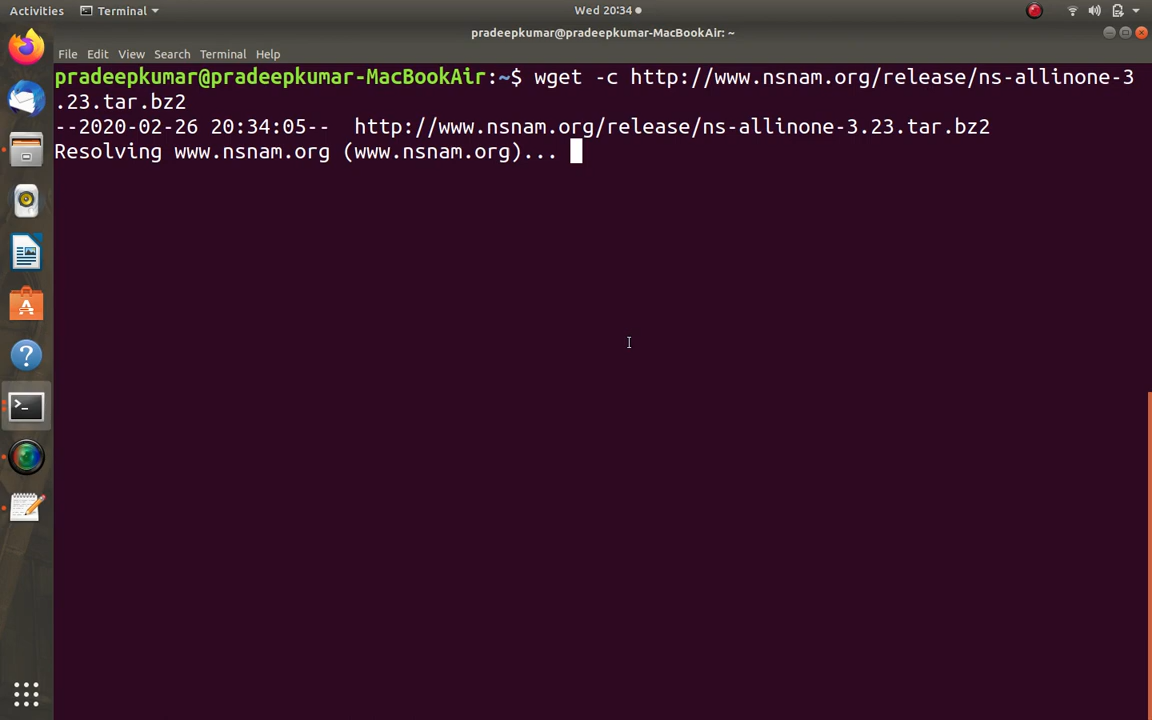 Activities Terminal Wed 20:34
pradeepkumar@pradeepkumar-MacBookAir: ~
File Edit View Search Terminal Help
pradeepkumar@pradeepkumar-MacBookAir:~$ wget -c http://www.nsnam.org/release/ns-allinone-3
.23.tar.bz2
--2020-02-26 20:34:05--  http://www.nsnam.org/release/ns-allinone-3.23.tar.bz2
Resolving www.nsnam.org (www.nsnam.org)...